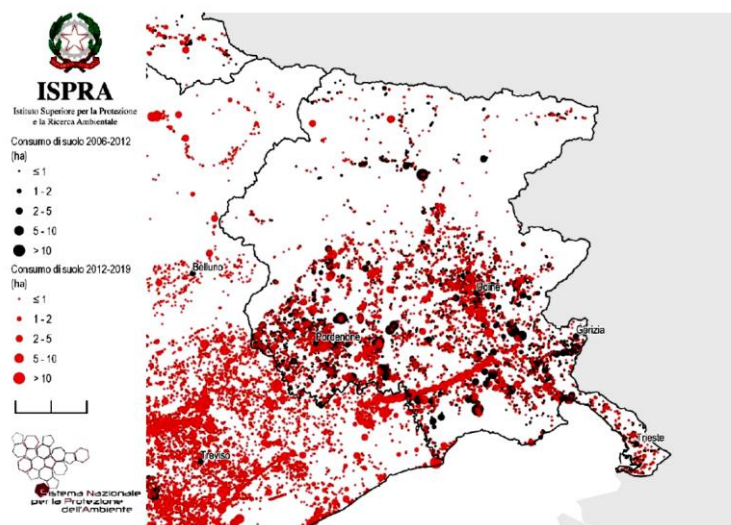 ISPRA
Istituto Superiore per la Protezione
e la Ricerca Ambientale
Consumo di suolo 2006-2012
(ha)
≤ 1
1 - 2
2 - 5
5 - 10
> 10
Consumo di suolo 2012-2019
(ha)
≤ 1
1 - 2
2 - 5
5 - 10
> 10
Sistema Nazionale
per la Protezione
dell'Ambiente
Belluno
Udine
Pordenone
Gorizia
Trieste
Treviso